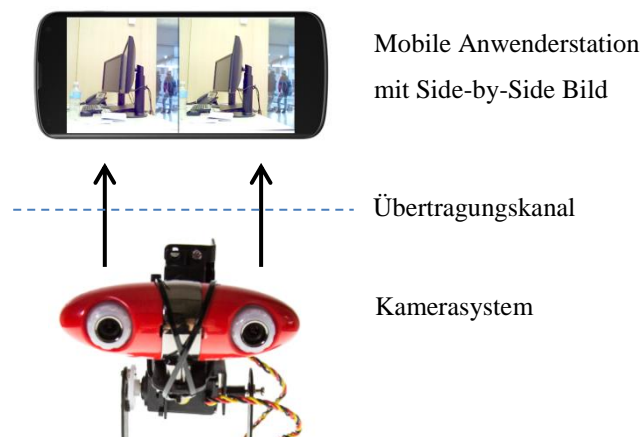 Mobile Anwenderstation
mit Side-by-Side Bild
Übertragungskanal
Kamerasystem